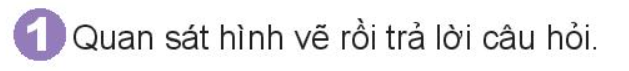 1 Quan sát hình vẽ rồi trả lời câu hỏi.